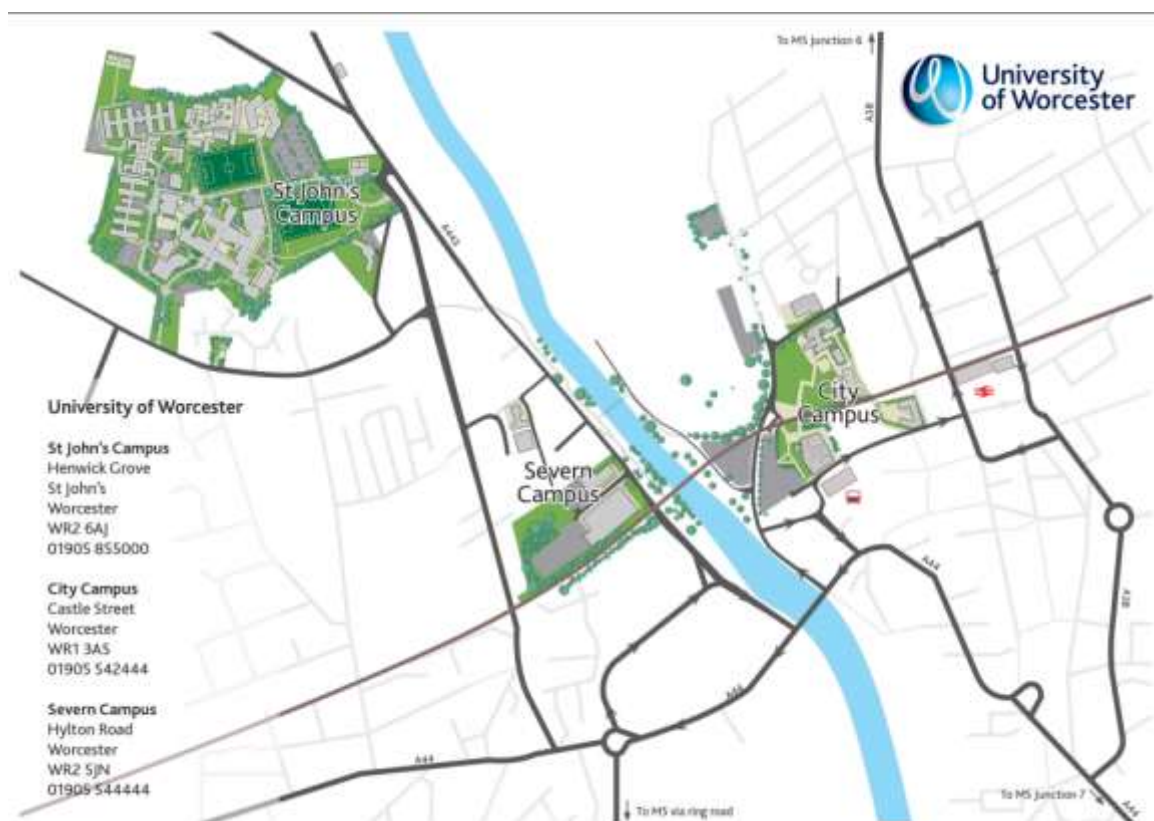 To M5 Junction 6
A38
University
of Worcester
St John's
Campus
A443
City
Campus
University of Worcester
St John's Campus
Henwick Grove
St John's
Worcester
WR2 6AJ
01905 855000
Severn
Campus
City Campus
Castle Street
Worcester
WR1 3AS
01905 542444
A44
A38
Severn Campus
Hylton Road
Worcester
WR2 5JN
01905 544444
A44
A44
To M5 Junction 7
A44
To M5 via ring road